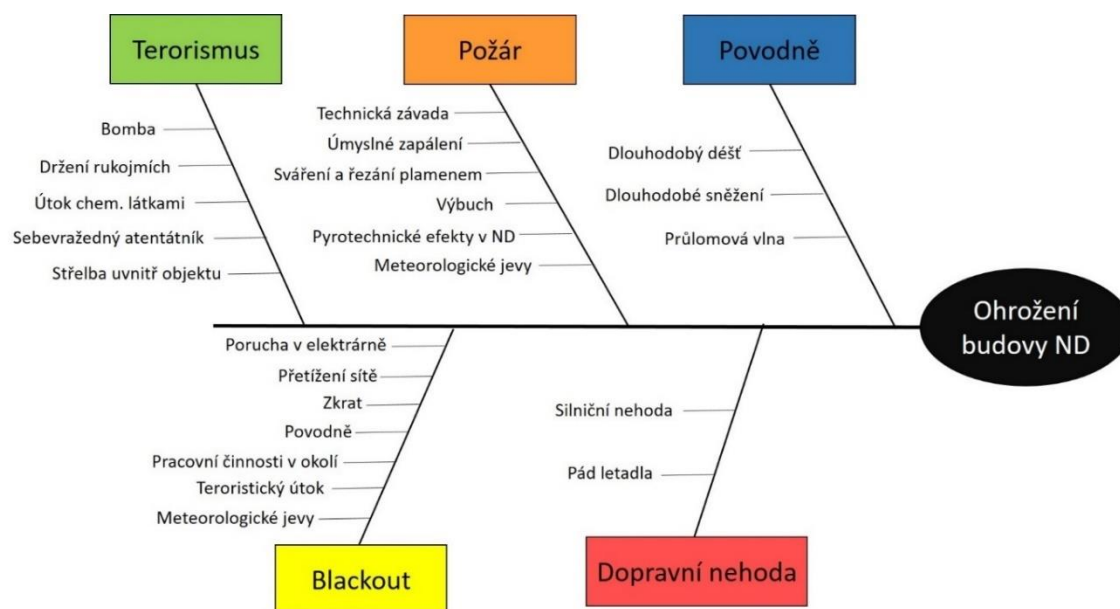 Terorismus
Bomba
Držení rukojmích
Útok chem. látkami
Sebevražedný atentátník
Střelba uvnitř objektu
Požár
Technická závada
Úmyslné zapálení
Sváření a řezání plamenem
Výbuch
Pyrotechnické efekty v ND
Meteorologické jevy
Povodně
Dlouhodobý déšť
Dlouhodobé sněžení
Průlomová vlna
Ohrožení
budovy ND
Porucha v elektrárně
Přetížení sítě
Zkrat
Povodně
Pracovní činnosti v okolí
Teroristický útok
Meteorologické jevy
Blackout
Silniční nehoda
Pád letadla
Dopravní nehoda